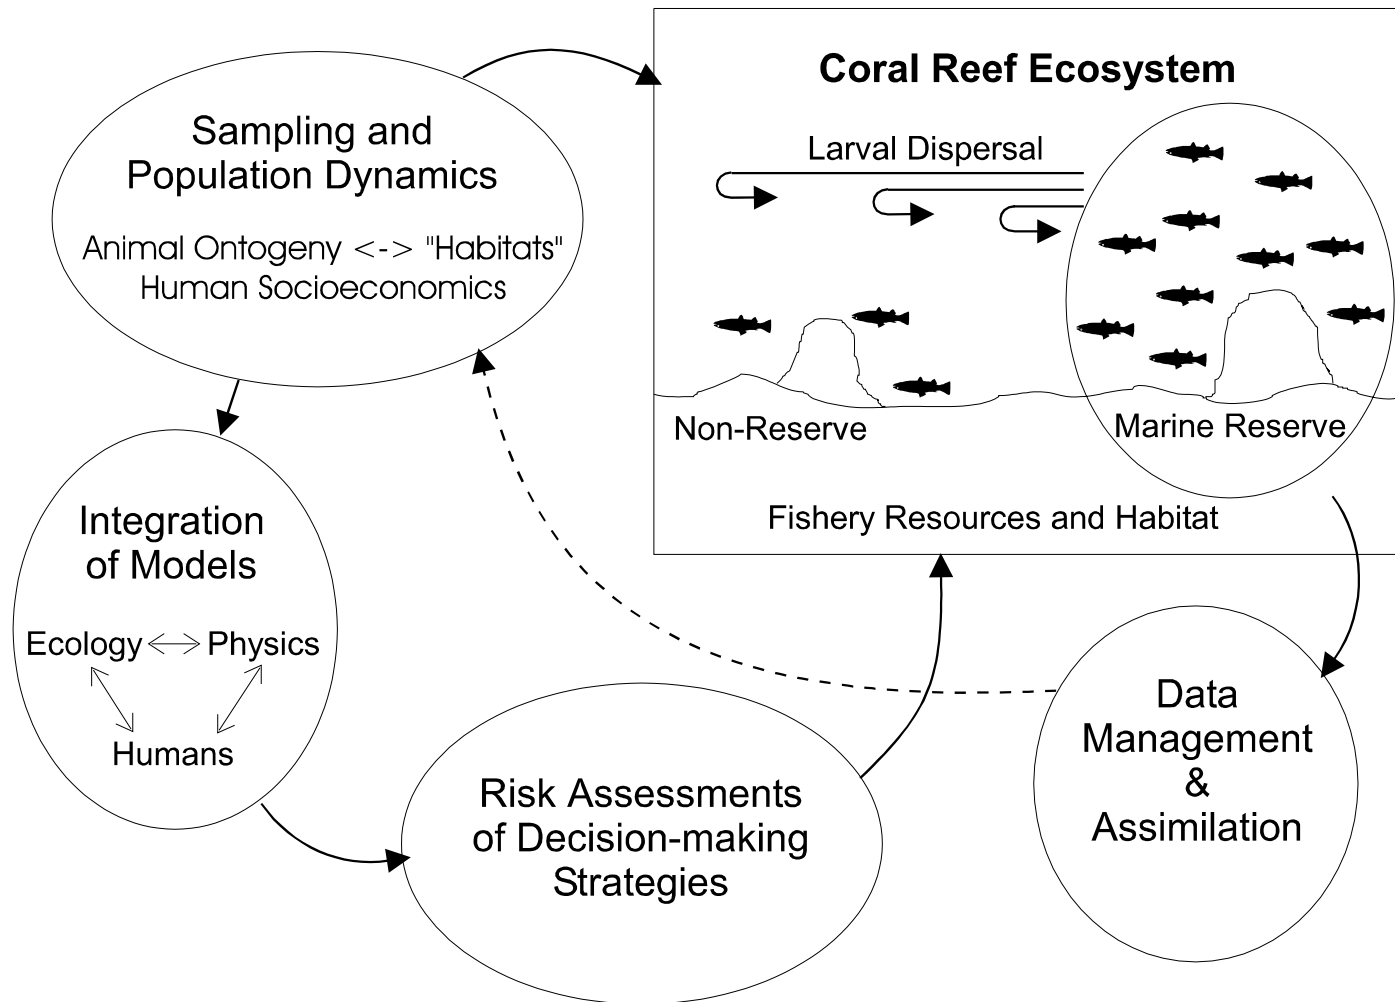 Sampling and
Population Dynamics
Animal Ontogeny <-> "Habitats"
Human Socioeconomics
Coral Reef Ecosystem
Larval Dispersal
Non-Reserve
Marine Reserve
Fishery Resources and Habitat
Integration
of Models
Ecology
Physics
Humans
Risk Assessments
of Decision-making
Strategies
Data
Management
&
Assimilation